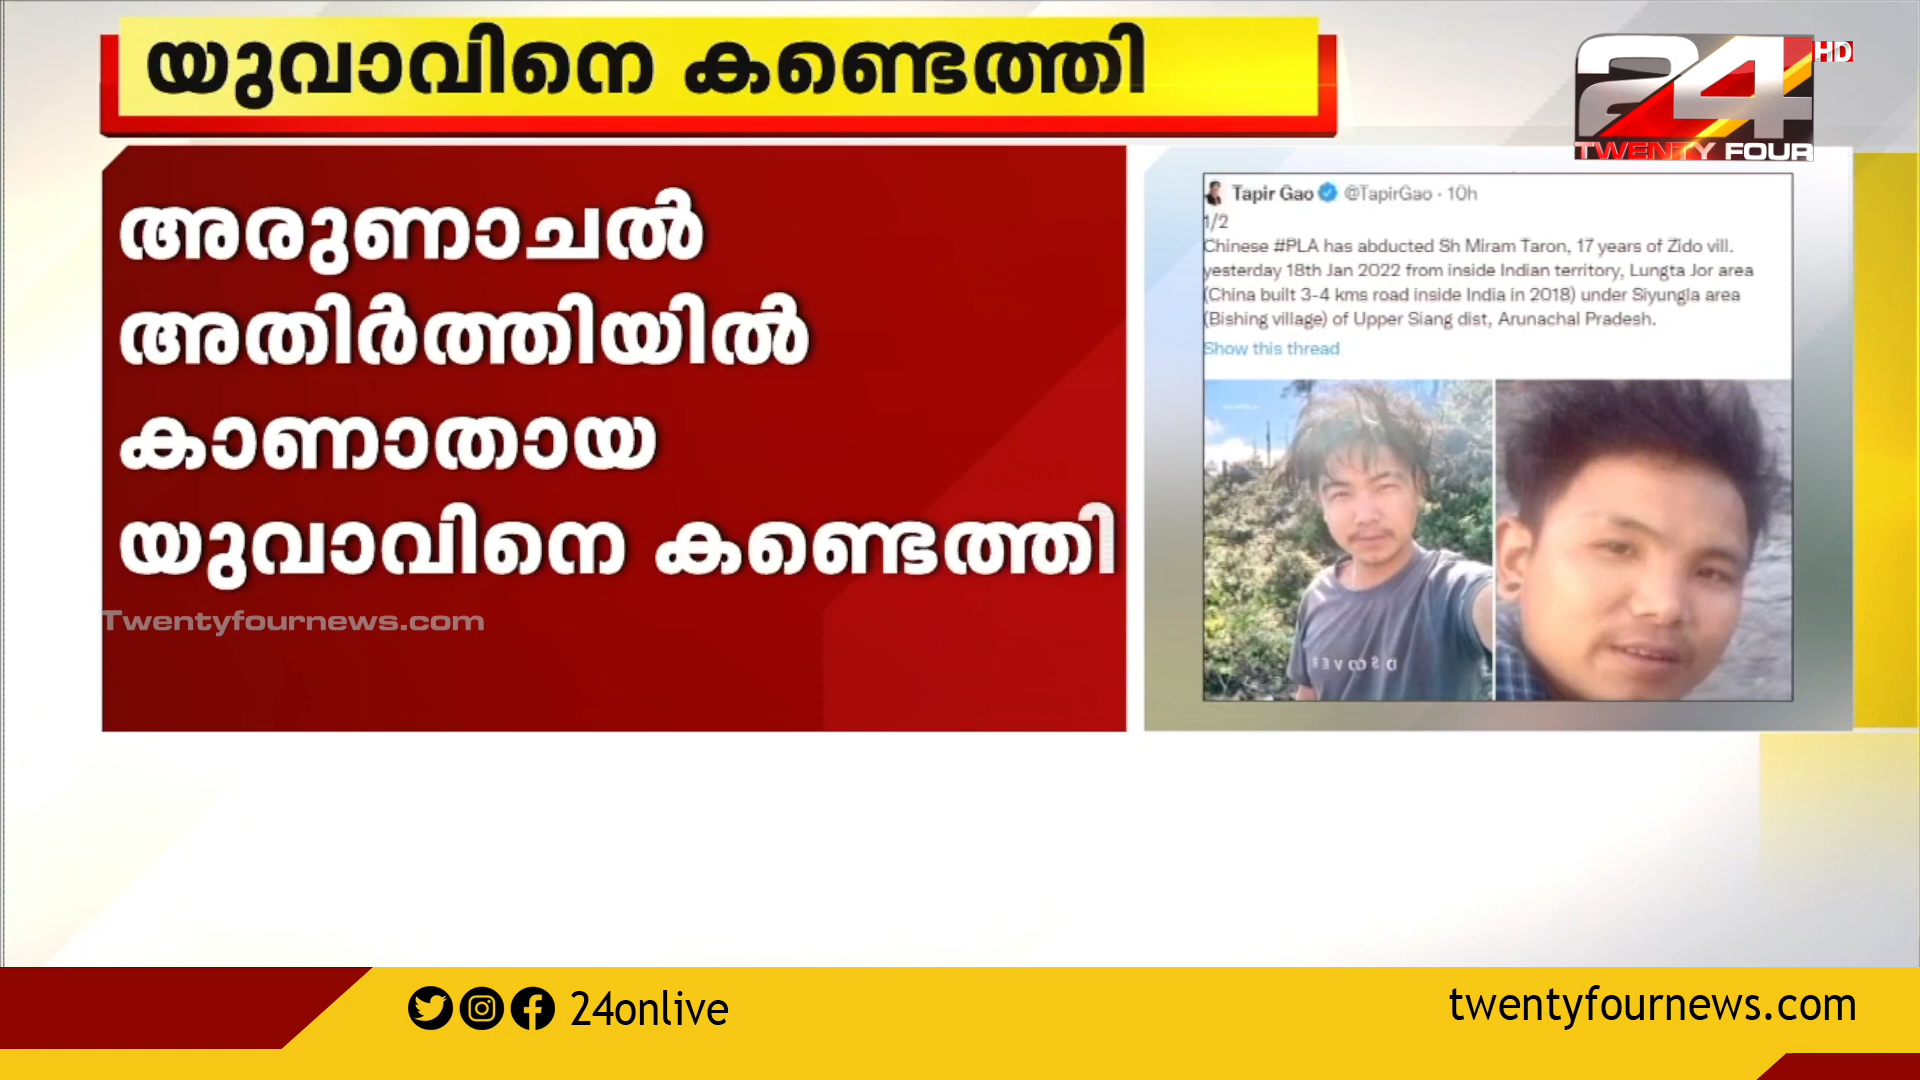 യുവാവിനെ കണ്ടെത്തി
24 HD
TWENTY FOUR
അരുണാചൽ
അതിർത്തിയിൽ
കാണാതായ
യുവാവിനെ കണ്ടെത്തി
Twentyfournews.com
Tapir Gao @TapirGao · 10h
1/2
Chinese #PLA has abducted Sh Miram Taron, 17 years of Zido vill.
yesterday 18th Jan 2022 from inside Indian territory, Lungta Jor area
(China built 3-4 kms road inside India in 2018) under Siyungla area
(Bishing village) of Upper Siang dist, Arunachal Pradesh.
Show this thread
24onlive
twentyfournews.com